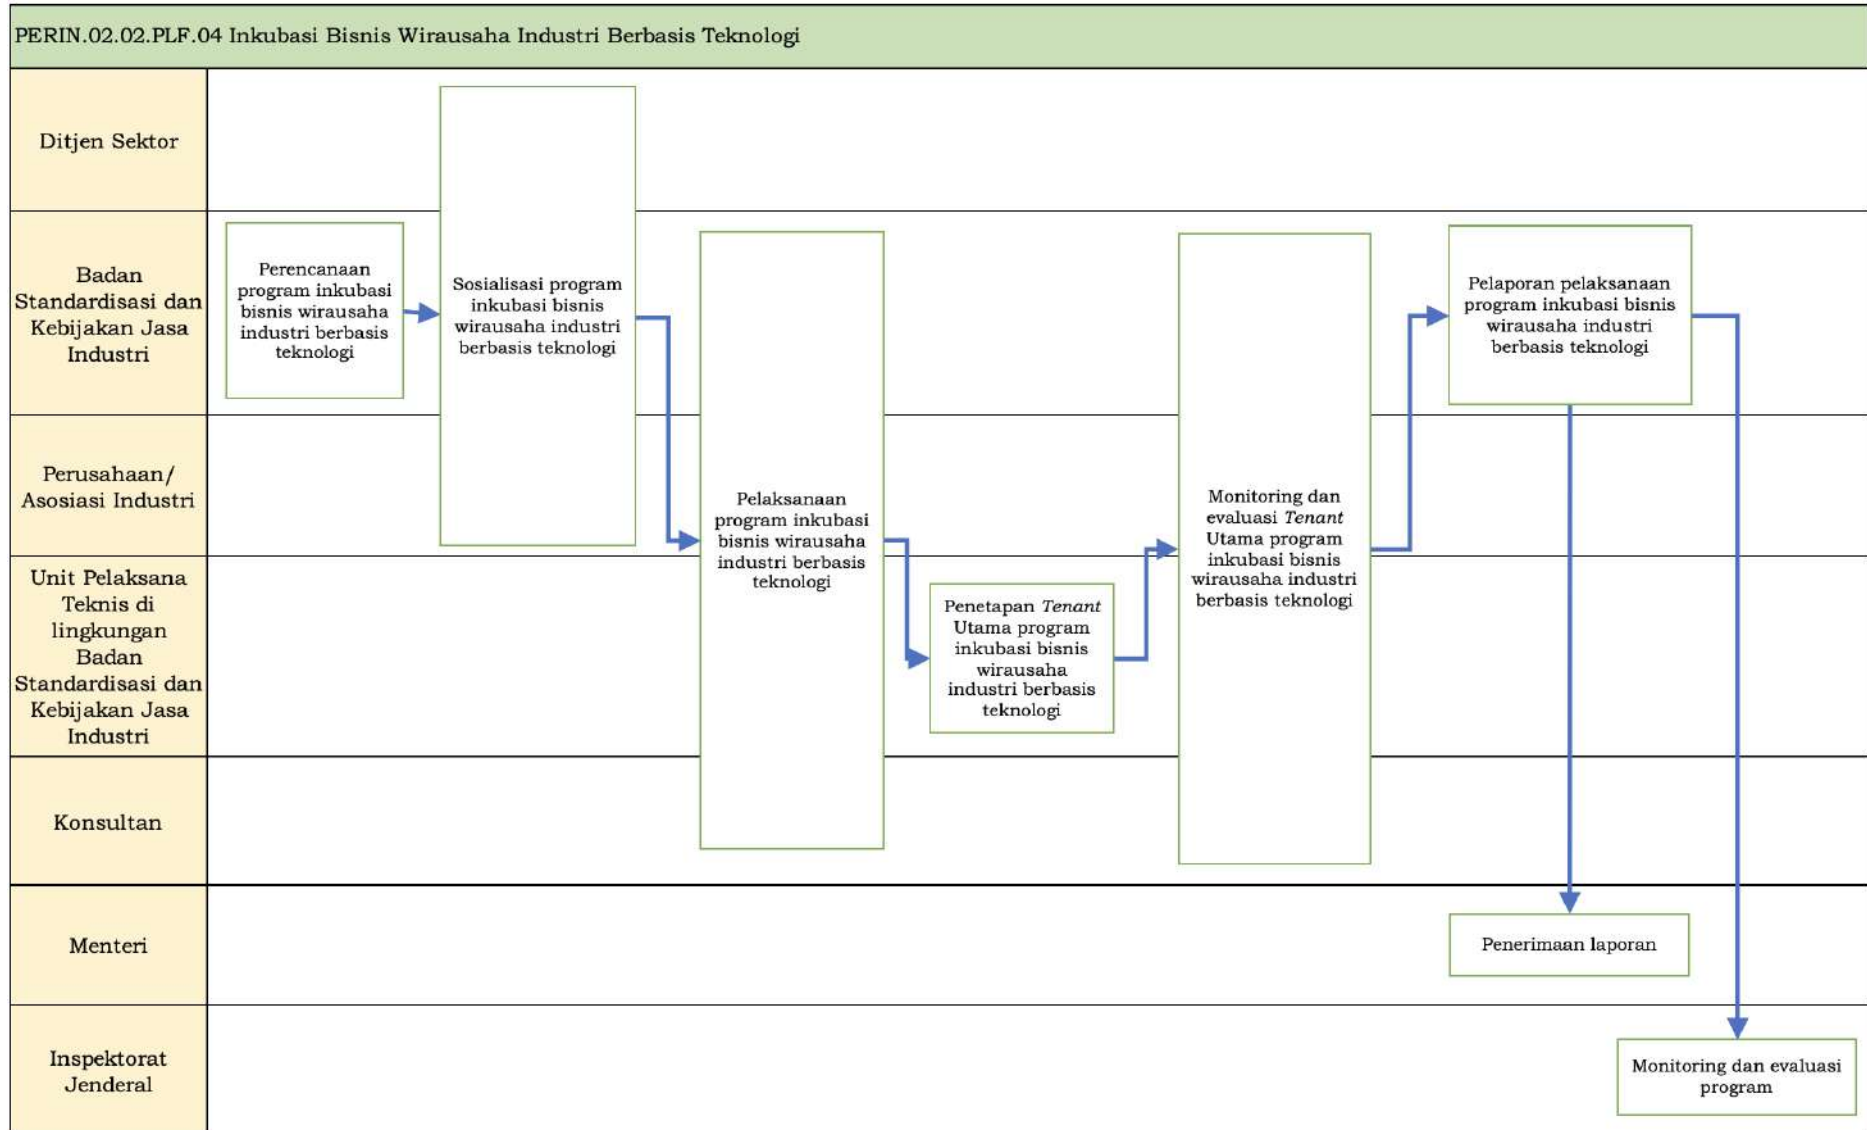 PERIN.02.02.PLF.04 Inkubasi Bisnis Wirausaha Industri Berbasis Teknologi
Ditjen Sektor
Badan
Standardisasi dan
Kebijakan Jasa
Industri
Perusahaan/
Asosiasi Industri
Unit Pelaksana
Teknis di
lingkungan
Badan
Standardisasi dan
Kebijakan Jasa
Industri
Konsultan
Menteri
Inspektorat
Jenderal
Perencanaan
program inkubasi
bisnis wirausaha
industri berbasis
teknologi
Sosialisasi program
inkubasi bisnis
wirausaha industri
berbasis teknologi
Pelaksanaan
program inkubasi
bisnis wirausaha
industri berbasis
teknologi
Penetapan Tenant
Utama program
inkubasi bisnis
wirausaha
industri berbasis
teknologi
Monitoring dan
evaluasi Tenant
Utama program
inkubasi bisnis
wirausaha industri
berbasis teknologi
Pelaporan pelaksanaan
program inkubasi bisnis
wirausaha industri
berbasis teknologi
Penerimaan laporan
Monitoring dan evaluasi
program